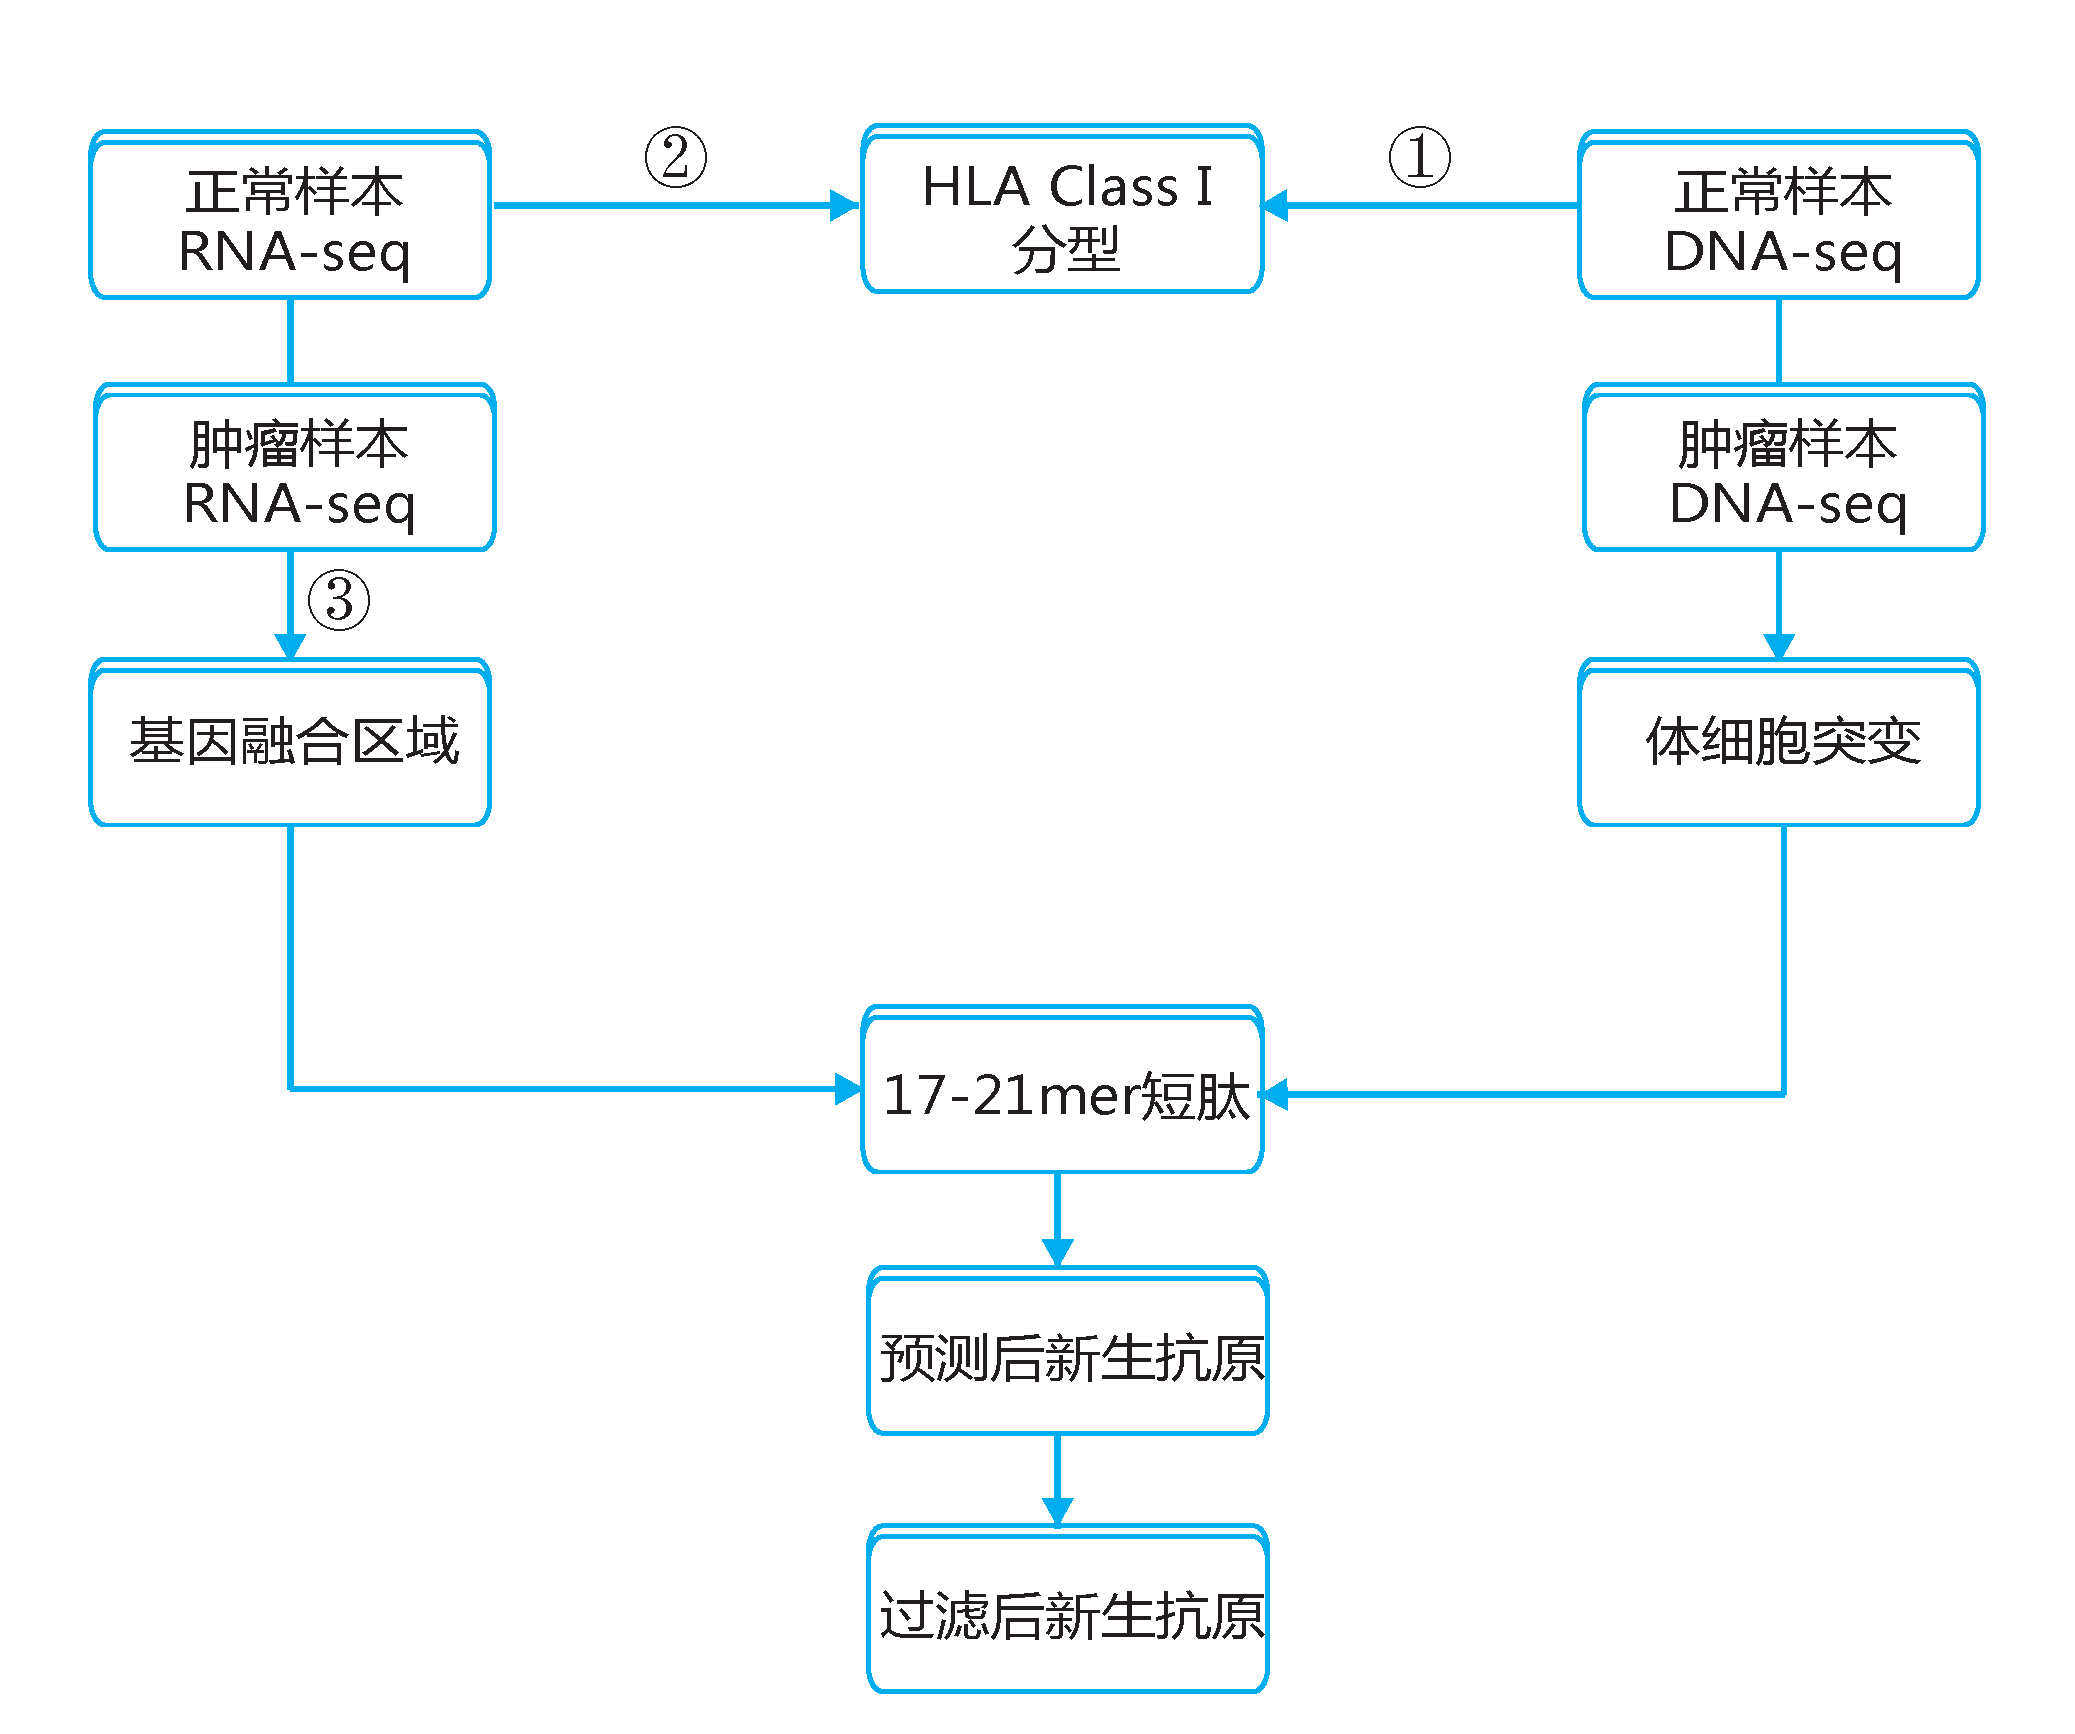 ②
①
正常样本
RNA-seq
HLA Class I
分型
正常样本
DNA-seq
肿瘤样本
RNA-seq
肿瘤样本
DNA-seq
③
基因融合区域
体细胞突变
17-21mer短肽
预测后新生抗原
过滤后新生抗原